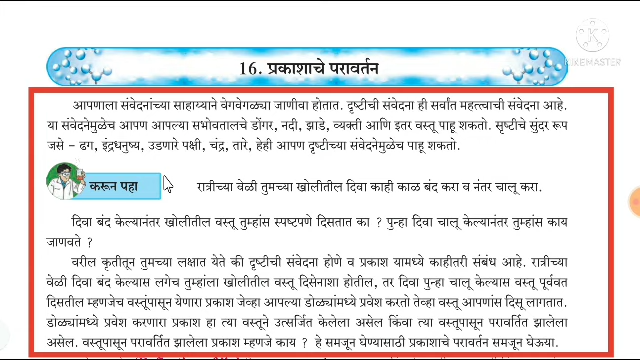 KINEMASTER
16. प्रकाशाचे परावर्तन
आपणाला संवेदनांच्या साहाय्याने वेगवेगळ्या जाणीवा होतात. दृष्टीची संवेदना ही सर्वांत महत्त्वाची संवेदना आहे.
या संवेदनेमुळेच आपण आपल्या सभोवतालचे डोंगर, नदी, झाडे, व्यक्ती आणि इतर वस्तू पाहू शकतो. सृष्टीचे सुंदर रूप
जसे – ढग, इंद्रधनुष्य, उडणारे पक्षी, चंद्र, तारे, हेही आपण दृष्टीच्या संवेदनेमुळेच पाहू शकतो.
करून पहा
रात्रीच्या वेळी तुमच्या खोलीतील दिवा काही काळ बंद करा व नंतर चालू करा.
दिवा बंद केल्यानंतर खोलीतील वस्तू तुम्हांस स्पष्टपणे दिसतात का ? पुन्हा दिवा चालू केल्यानंतर तुम्हांस काय
जाणवते ?
वरील कृतीतून तुमच्या लक्षात येते की दृष्टीची संवेदना होणे व प्रकाश यामध्ये काहीतरी संबंध आहे. रात्रीच्या
वेळी दिवा बंद केल्यास लगेच तुम्हांला खोलीतील वस्तू दिसेनाशा होतील, तर दिवा पुन्हा चालू केल्यास वस्तू पूर्ववत
दिसतील म्हणजेच वस्तूंपासून येणारा प्रकाश जेव्हा आपल्या डोळ्यांमध्ये प्रवेश करतो तेव्हा वस्तू आपणांस दिसू लागतात.
डोळ्यांमध्ये प्रवेश करणारा प्रकाश हा त्या वस्तूने उत्सर्जित केलेला असेल किंवा त्या वस्तूपासून परावर्तित झालेला
असेल. वस्तूपासून परावर्तित झालेला प्रकाश म्हणजे काय ? हे समजून घेण्यासाठी प्रकाशाचे परावर्तन समजून घेऊया.